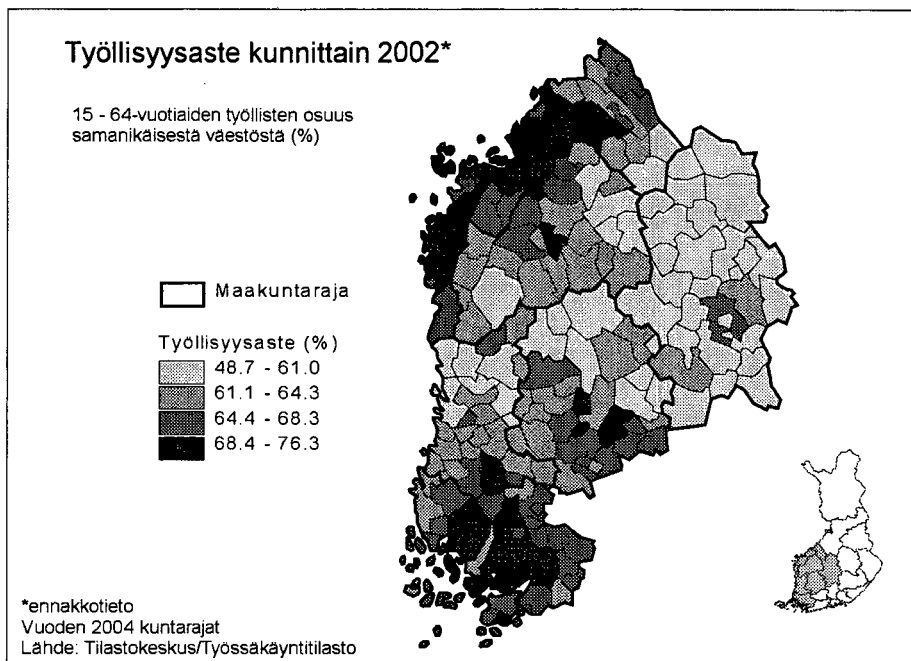 Työllisyysaste kunnittain 2002*
15 - 64-vuotiaiden työllisten osuus
samanikäisestä väestöstä (%)
Maakuntaraja
Työllisyysaste (%)
48.7 - 61.0
61.1 - 64.3
64.4 - 68.3
68.4 - 76.3
*ennakkotieto
Vuoden 2004 kuntarajat
Lähde: Tilastokeskus/Työssäkäyntitilasto